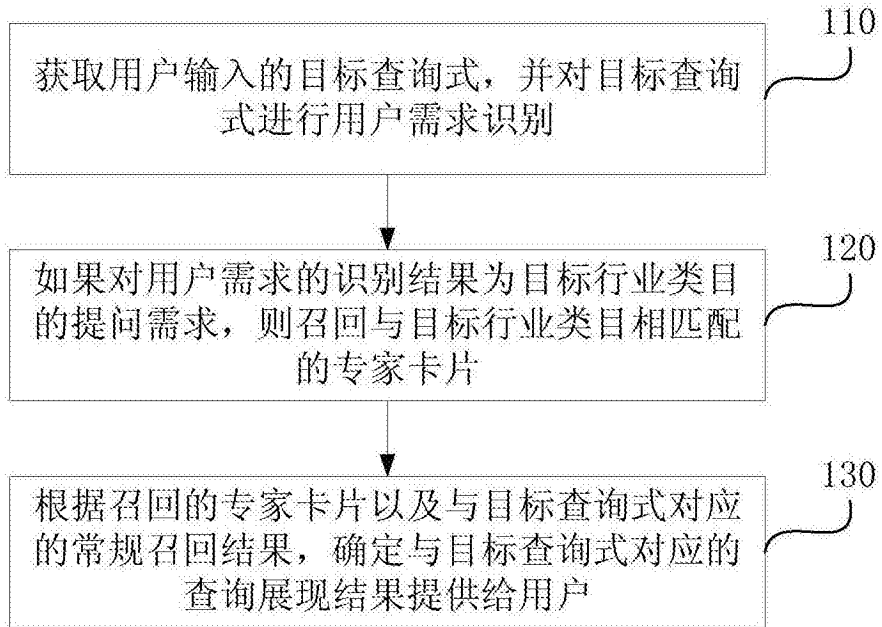 110
获取用户输入的目标查询式，并对目标查询
式进行用户需求识别
120
如果对用户需求的识别结果为目标行业类目
的提问需求，则召回与目标行业类目相匹配
的专家卡片
130
根据召回的专家卡片以及与目标查询式对应
的常规召回结果，确定与目标查询式对应的
查询展现结果提供给用户